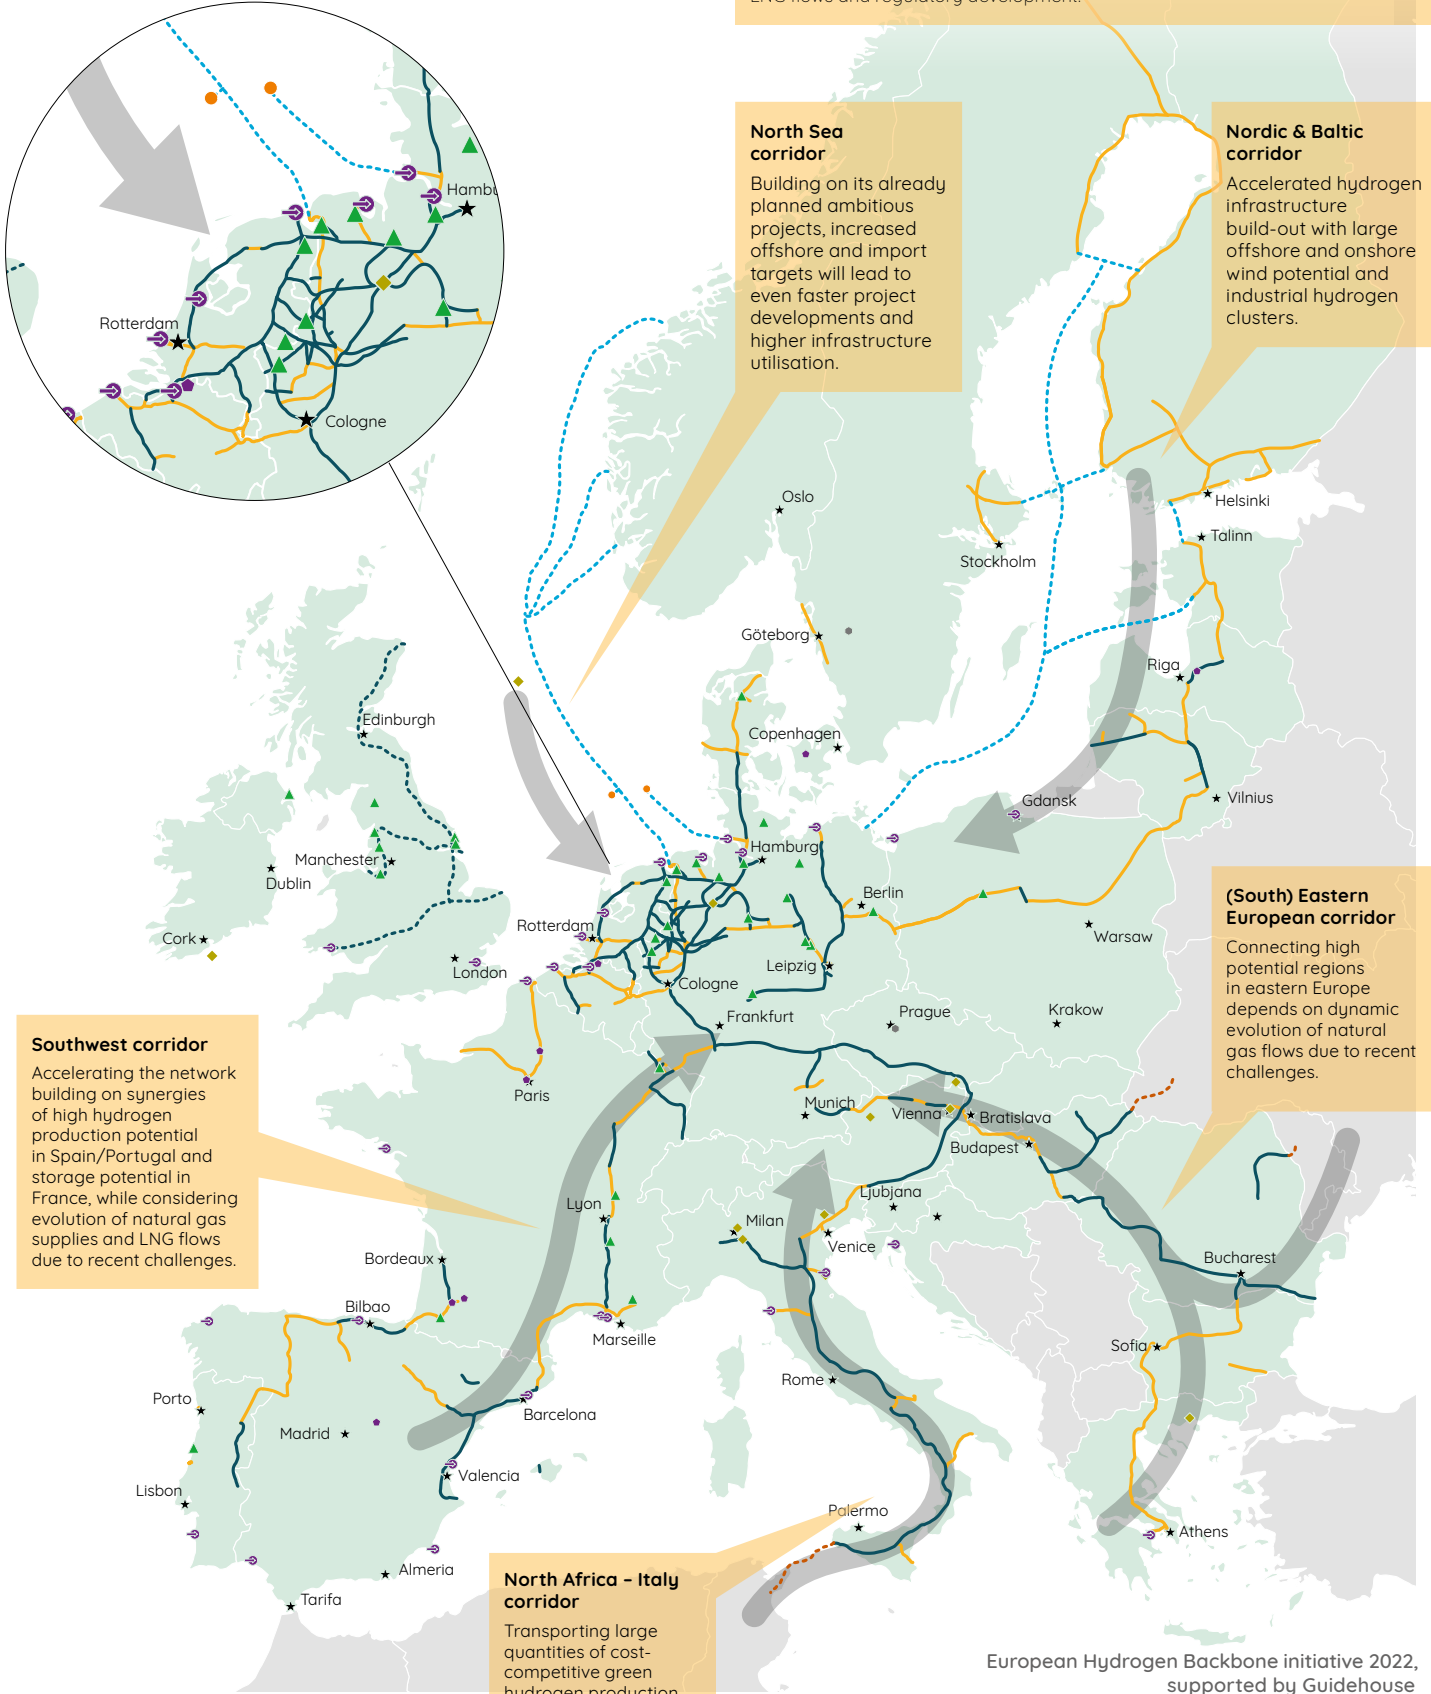 LNG flows and regulatory development.
North Sea
corridor
Building on its already
planned ambitious
projects, increased
offshore and import
targets will lead to
even faster project
developments and
higher infrastructure
utilisation.
Nordic & Baltic
corridor
Accelerated hydrogen
infrastructure
build-out with large
offshore and onshore
wind potential and
industrial hydrogen
clusters.
Hambu
Rotterdam
Cologne
Oslo
Helsinki
Talinn
Stockholm
Göteborg
Riga
Edinburgh
Copenhagen
Gdansk
Vilnius
Manchester
Dublin
Hamburg
Berlin
(South) Eastern
European corridor
Connecting high
potential regions
in eastern Europe
depends on dynamic
evolution of natural
gas flows due to recent
challenges.
Cork
London
Rotterdam
Warsaw
Leipzig
Cologne
Frankfurt
Prague
Krakow
Southwest corridor
Accelerating the network
building on synergies
of high hydrogen
production potential
in Spain/Portugal and
storage potential in
France, while considering
evolution of natural gas
supplies and LNG flows
due to recent challenges.
Paris
Munich
Vienna
Bratislava
Budapest
Lyon
Ljubjana
Milan
Venice
Bordeaux
Bucharest
Bilbao
Marseille
Sofia
Rome
Porto
Barcelona
Madrid
Valencia
Lisbon
Palermo
Athens
Almeria
Tarifa
North Africa – Italy
corridor
Transporting large
quantities of cost-
competitive green
hydrogen production
European Hydrogen Backbone initiative 2022,
supported by Guidehouse